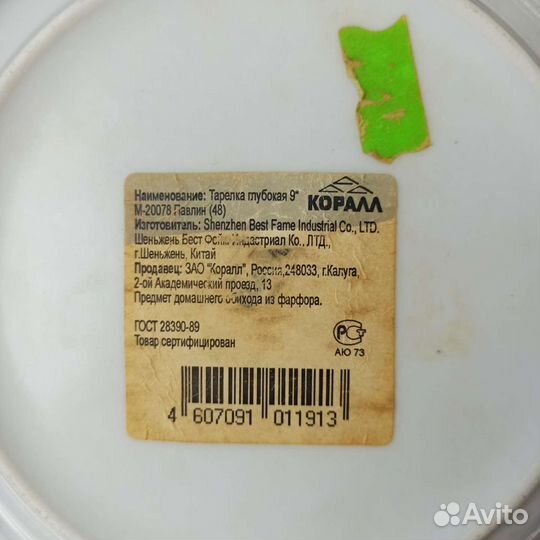 Наименование: Тарелка глубокая 9"
М-20078 Павлин (48)
КОРАЛЛ
Изготовитель: Shenzhen Best Fame Industrial Co., LTD.
Шеньжень Бест Фэйм Индастриал Ко., ЛТД.,
г.Шеньжень, Китай
Продавец: ЗАО "Коралл", Россия,248033, г.Калуга,
2-ой Академический проезд, 13
Предмет домашнего обихода из фарфора.
ГОСТ 28390-89
Товар сертифицирован
АЮ 73
4 607091 011913
Avito